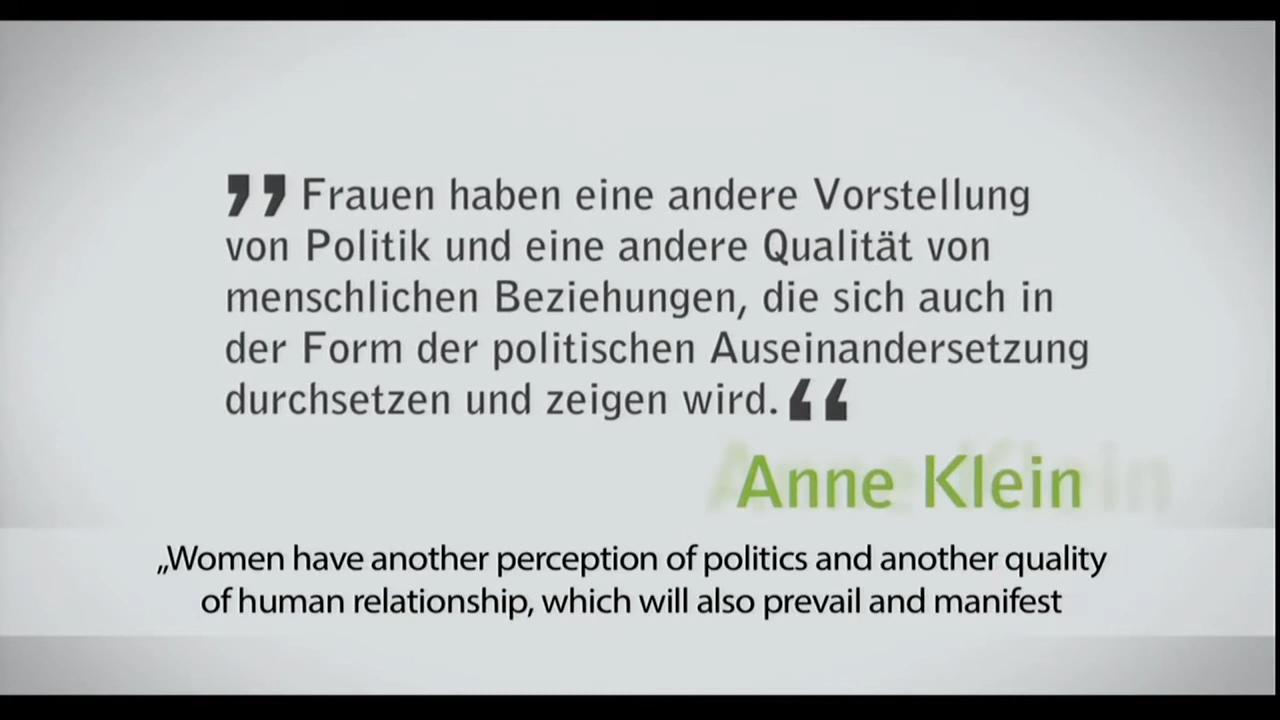 „Frauen haben eine andere Vorstellung
von Politik und eine andere Qualität von
menschlichen Beziehungen, die sich auch in
der Form der politischen Auseinandersetzung
durchsetzen und zeigen wird.“
Anne Klein
„Women have another perception of politics and another quality
of human relationship, which will also prevail and manifest